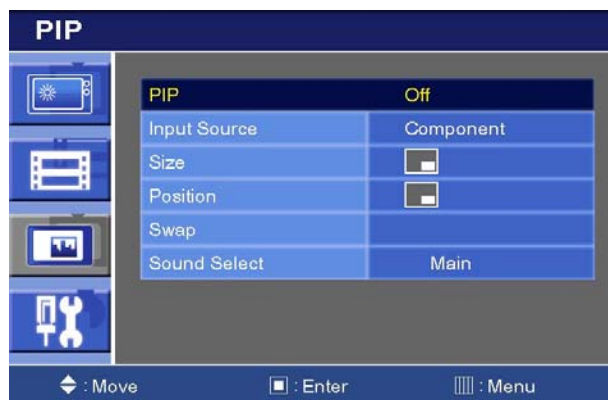 PIP
PIP Off
Input Source Component
Size
Position
Swap
Sound Select Main
: Move : Enter : Menu